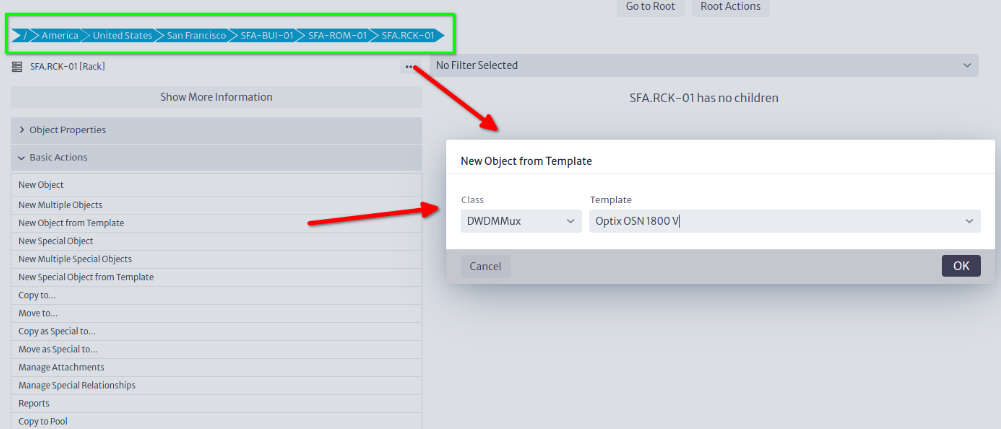 Go to Root Root Actions
/ America United States San Francisco SFA-BUI-01 SFA-ROM-01 SFA.RCK-01
SFA.RCK-01 [Rack]
...
No Filter Selected
Show More Information
SFA.RCK-01 has no children
Object Properties
Basic Actions
New Object
New Multiple Objects
New Object from Template
New Special Object
New Multiple Special Objects
New Special Object from Template
Copy to...
Move to...
Copy as Special to...
Move as Special to...
Manage Attachments
Manage Special Relationships
Reports
Copy to Pool
New Object from Template
Class Template
DWDMMux Optix OSN 1800 V
Cancel OK